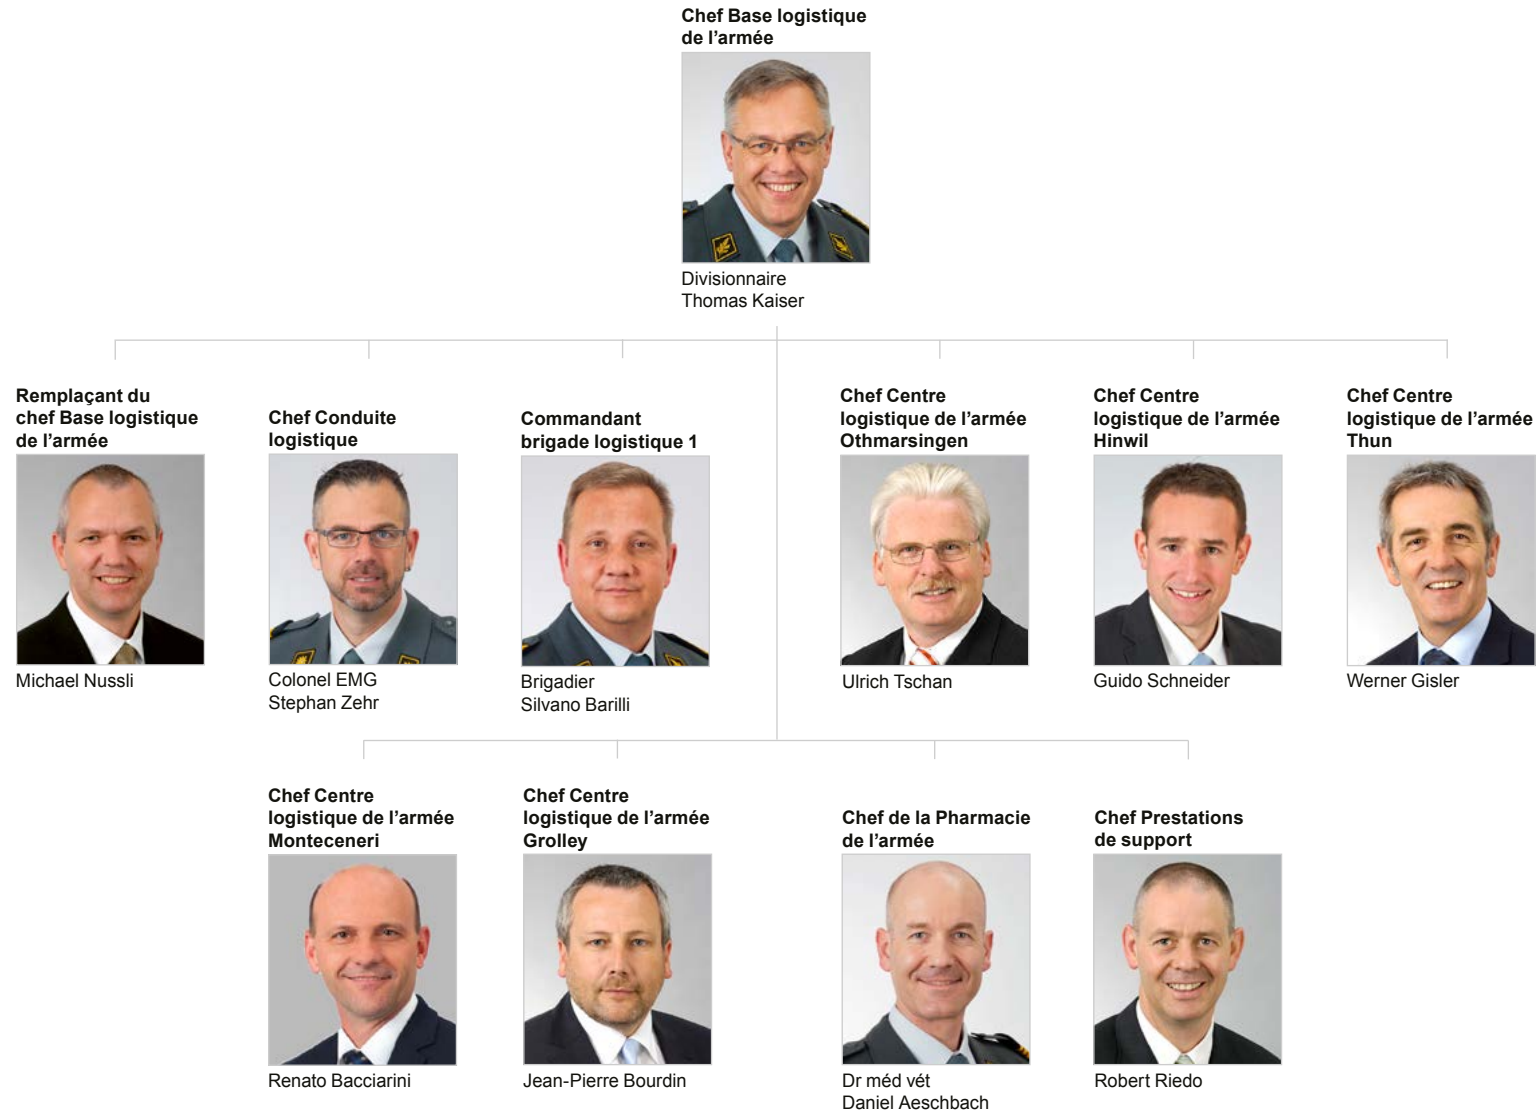 Chef Base logistique
de l’armée
Divisionnaire
Thomas Kaiser
Remplaçant du
chef Base logistique
de l’armée
Michael Nussli
Chef Conduite
logistique
Colonel EMG
Stephan Zehr
Commandant
brigade logistique 1
Brigadier
Silvano Barilli
Chef Centre
logistique de l’armée
Othmarsingen
Ulrich Tschan
Chef Centre
logistique de l’armée
Hinwil
Guido Schneider
Chef Centre
logistique de l’armée
Thun
Werner Gisler
Chef Centre
logistique de l’armée
Monteceneri
Renato Bacciarini
Chef Centre
logistique de l’armée
Grolley
Jean-Pierre Bourdin
Chef de la Pharmacie
de l’armée
Dr méd vét
Daniel Aeschbach
Chef Prestations
de support
Robert Riedo